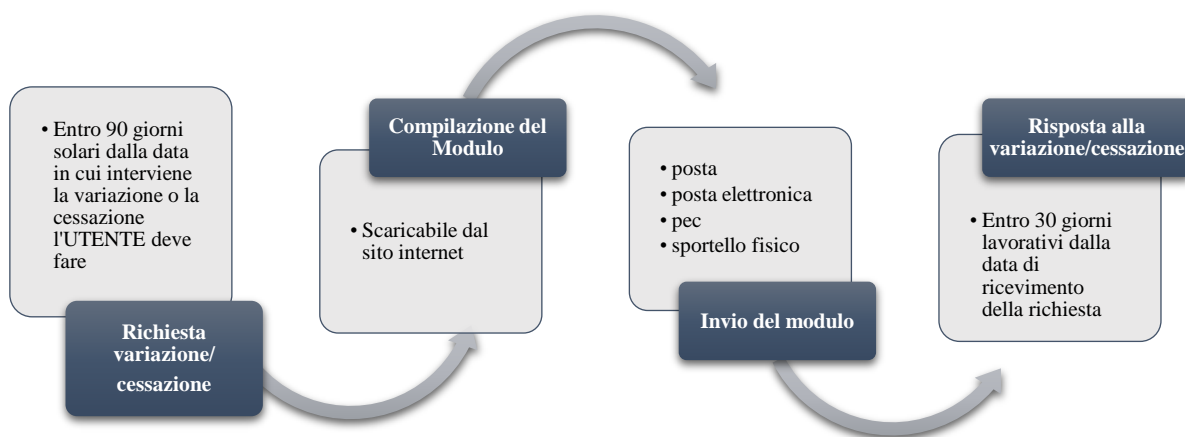 • Entro 90 giorni
solari dalla data
in cui interviene
la variazione o la
cessazione
l'UTENTE deve
fare
Richiesta
variazione/
cessazione
Compilazione del
Modulo
• Scaricabile dal
sito internet
• posta
• posta elettronica
• pec
• sportello fisico
Invio del modulo
Risposta alla
variazione/cessazione
• Entro 30 giorni
lavorativi dalla
data di
ricevimento
della richiesta